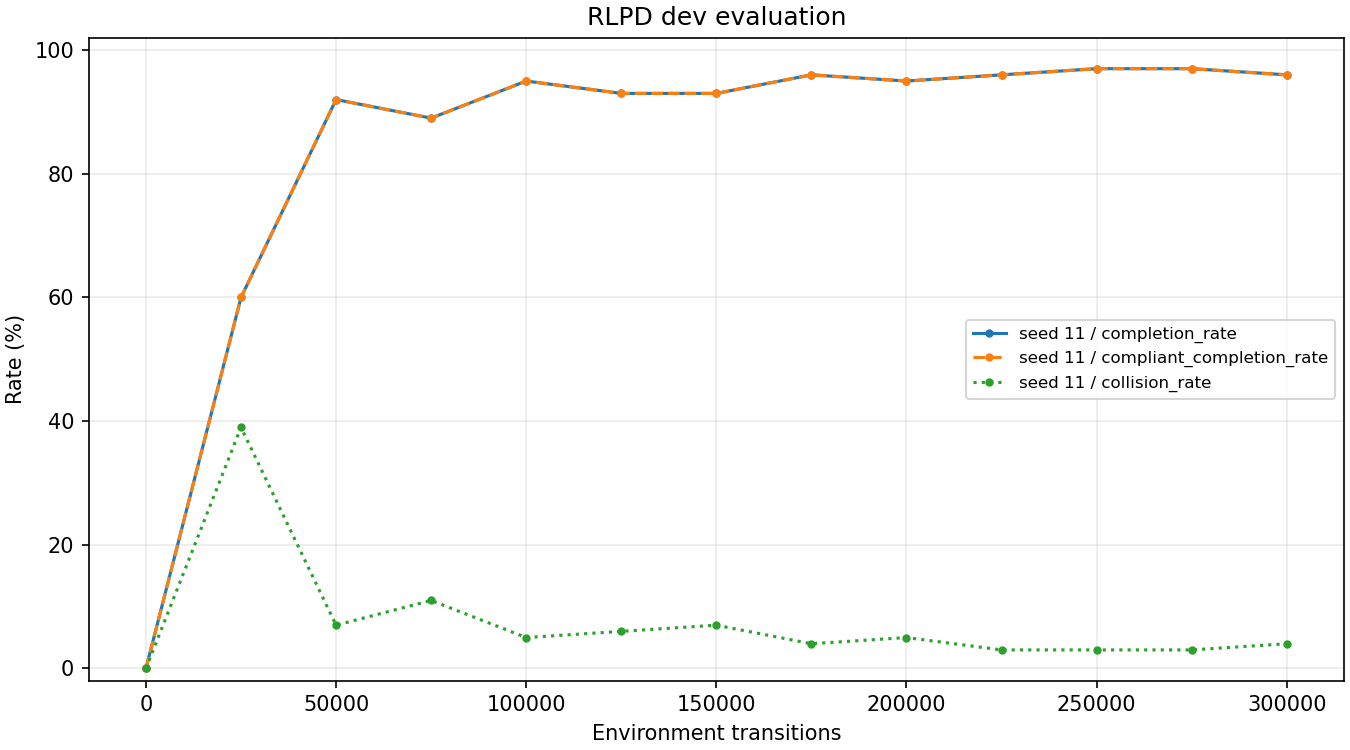 RLPD dev evaluation
100
80
60
40
20
0
Rate (%)
seed 11 / completion_rate
seed 11 / compliant_completion_rate
seed 11 / collision_rate
0 50000 100000 150000 200000 250000 300000
Environment transitions